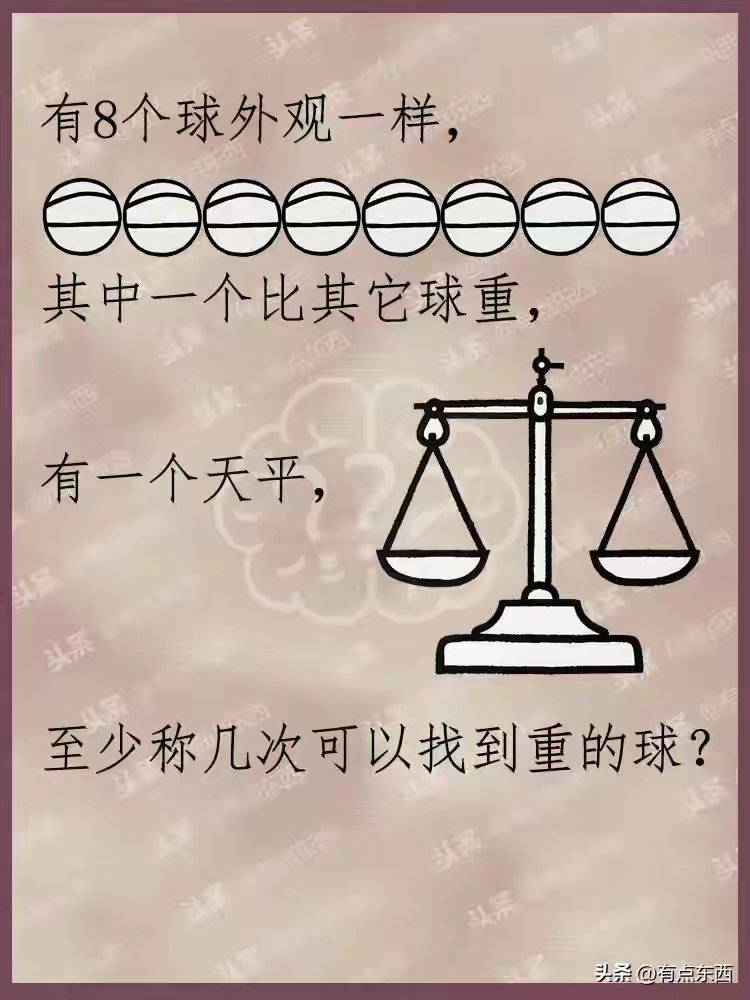 有8个球外观一样，
其中一个比其它球重，
有一个天平，
至少称几次可以找到重的球？
头条 @有点东西